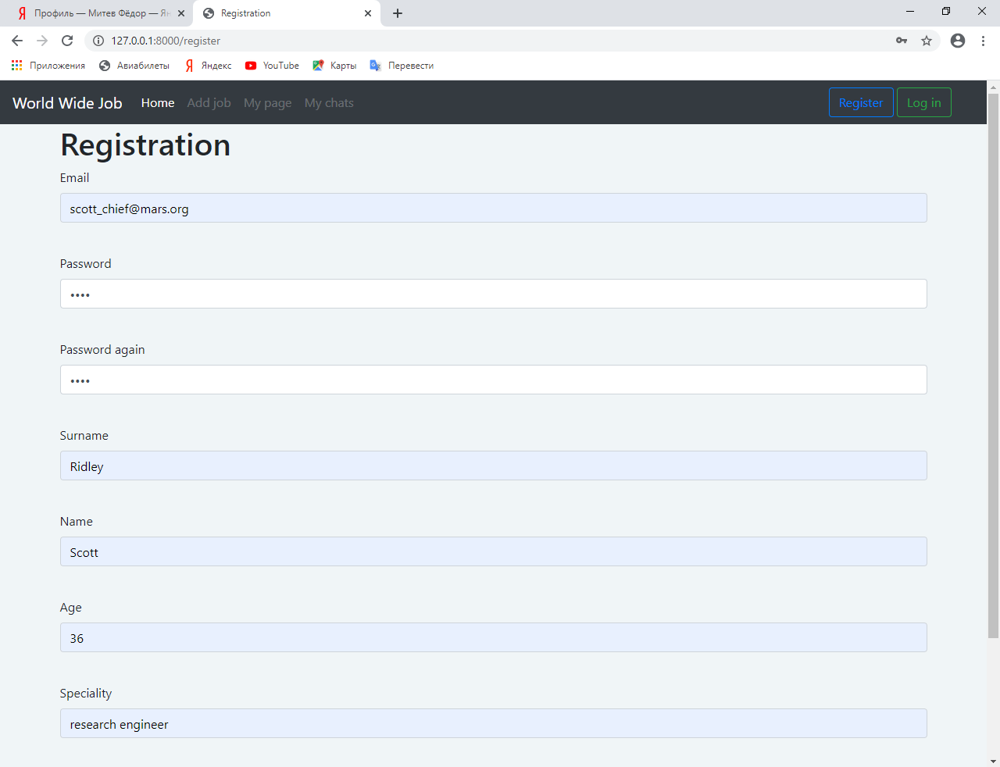 Профиль — Митев Фёдор — Ян
Registration
127.0.0.1:8000/register
Приложения Авиабилеты Яндекс YouTube Карты Перевести
World Wide Job Home Add job My page My chats Register Log in
Registration
Email
scott_chief@mars.org
Password
••••
Password again
••••
Surname
Ridley
Name
Scott
Age
36
Speciality
research engineer